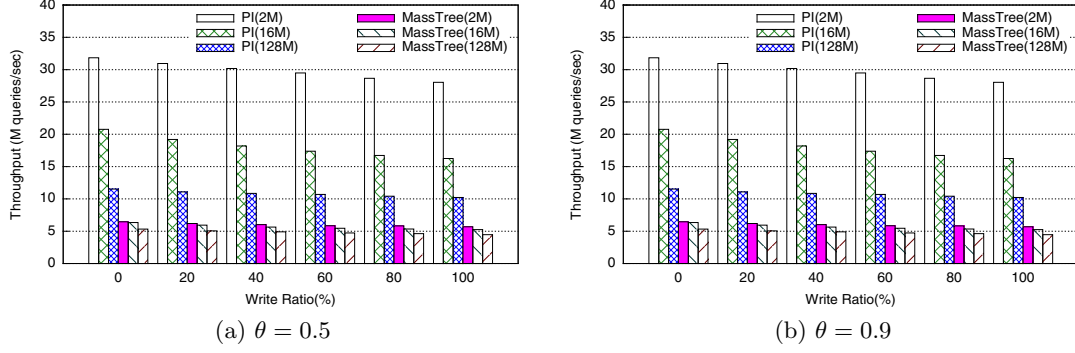 40
35
30
25
20
15
10
5
0
Throughput (M queries/sec)
PI(2M)
PI(16M)
PI(128M)
MassTree(2M)
MassTree(16M)
MassTree(128M)
0 20 40 60 80 100
Write Ratio(%)
(a) θ = 0.5
40
35
30
25
20
15
10
5
0
Throughput (M queries/sec)
PI(2M)
PI(16M)
PI(128M)
MassTree(2M)
MassTree(16M)
MassTree(128M)
0 20 40 60 80 100
Write Ratio(%)
(b) θ = 0.9